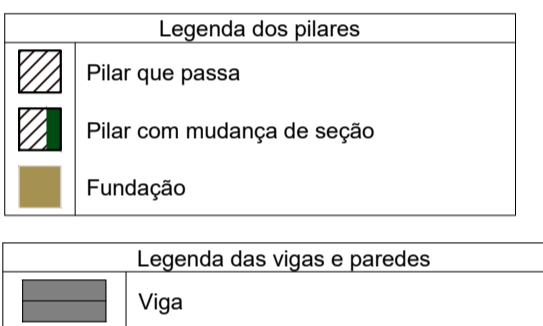 Legenda dos pilares
Pilar que passa
Pilar com mudança de seção
Fundação
Legenda das vigas e paredes
Viga